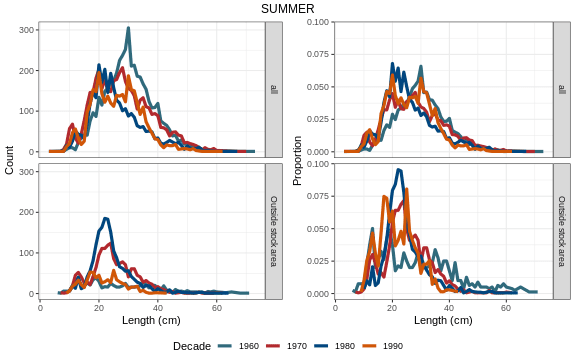 SUMMER
300
200
100
0
all
0.100
0.075
0.050
0.025
0.000
all
Count
Proportion
300
200
100
0
Outside stock area
0.100
0.075
0.050
0.025
0.000
Outside stock area
0 20 40 60
0 20 40 60
Length (cm)
Length (cm)
Decade 1960 1970 1980 1990